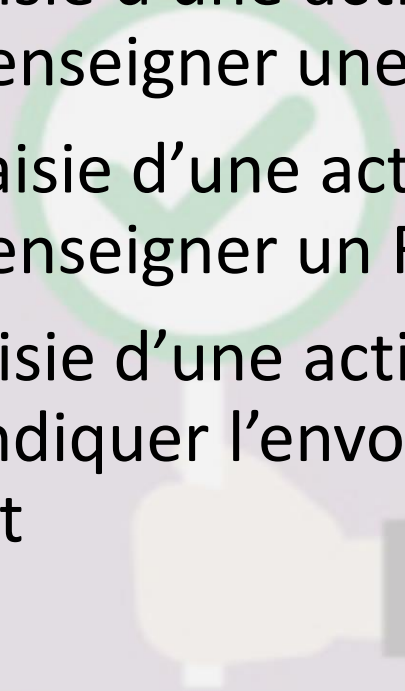 aisie d’une acti
enseigner une
aisie d’une act
enseigner un
isie d’une acti
ndiquer l’envo
t